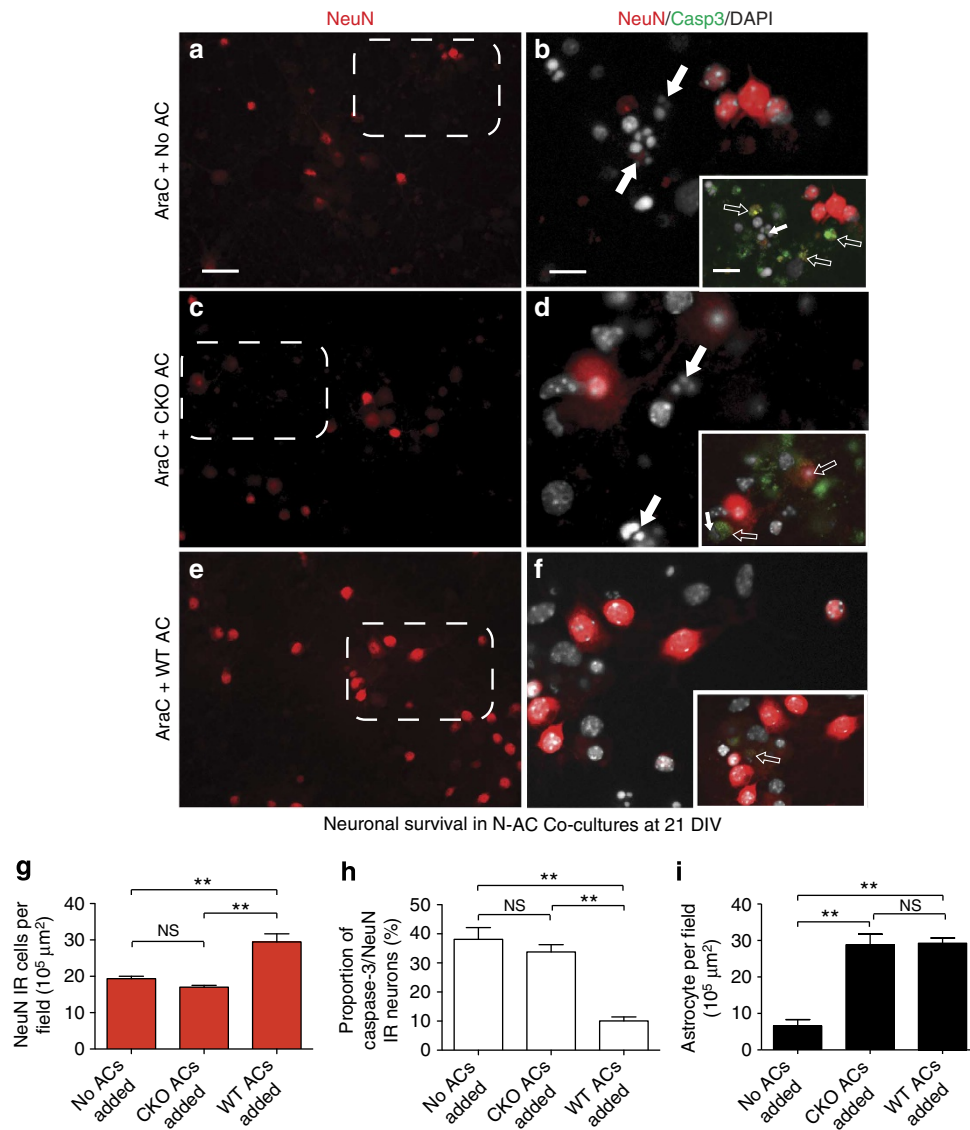 NeuN
NeuN/Casp3/DAPI
AraC + No AC
a
b
AraC + CKO AC
c
d
AraC + WT AC
e
f
Neuronal survival in N-AC Co-cultures at 21 DIV
g
NeuN IR cells per
field (10⁵ μm²)
40
30
20
10
0
**
**
NS
No ACs
added
CKO ACs
added
WT ACs
added
h
Proportion of
caspase-3/NeuN
IR neurons (%)
50
40
30
20
10
0
**
NS
**
No ACs
added
CKO ACs
added
WT ACs
added
i
Astrocyte per field
(10⁵ μm²)
40
30
20
10
0
**
**
NS
No ACs
added
CKO ACs
added
WT ACs
added